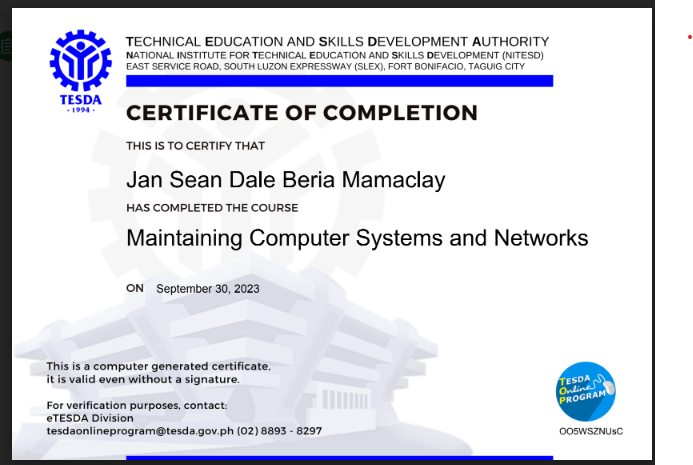 TECHNICAL EDUCATION AND SKILLS DEVELOPMENT AUTHORITY
NATIONAL INSTITUTE FOR TECHNICAL EDUCATION AND SKILLS DEVELOPMENT (NITESD)
EAST SERVICE ROAD, SOUTH LUZON EXPRESSWAY (SLEX), FORT BONIFACIO, TAGUIG CITY
TESDA
· 1994 ·
CERTIFICATE OF COMPLETION
THIS IS TO CERTIFY THAT
Jan Sean Dale Beria Mamaclay
HAS COMPLETED THE COURSE
Maintaining Computer Systems and Networks
ON September 30, 2023
This is a computer generated certificate,
it is valid even without a signature.
For verification purposes, contact:
eTESDA Division
tesdaonlineprogram@tesda.gov.ph (02) 8893 - 8297
TESDA
Online
PROGRAM
OO5WSZNUsC